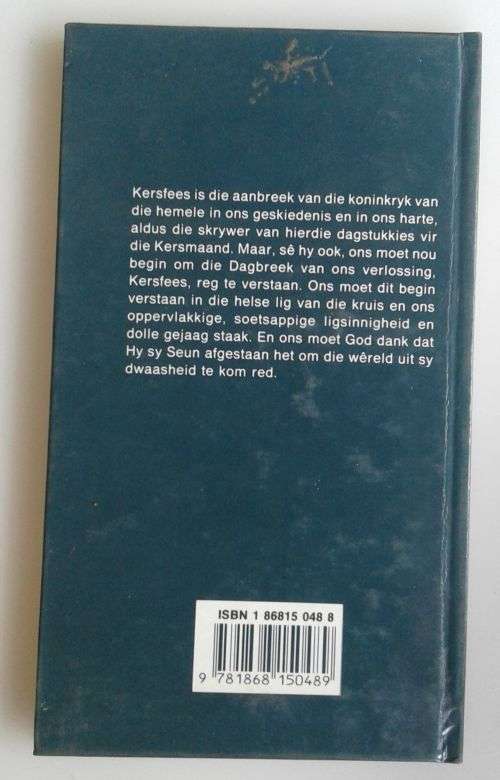 Kersfees is die aanbreek van die koninkryk van
die hemele in ons geskiedenis en in ons harte,
aldus die skrywer van hierdie dagstukkies vir
die Kersmaand. Maar, sê hy ook, ons moet nou
begin om die Dagbreek van ons verlossing,
Kersfees, reg te verstaan. Ons moet dit begin
verstaan in die helse lig van die kruis en ons
oppervlakkige, soetsappige ligsinnigheid en
dolle gejaag staak. En ons moet God dank dat
Hy sy Seun afgestaan het om die wêreld uit sy
dwaasheid te kom red.
ISBN 1 86815 048 8
9 781868 150489